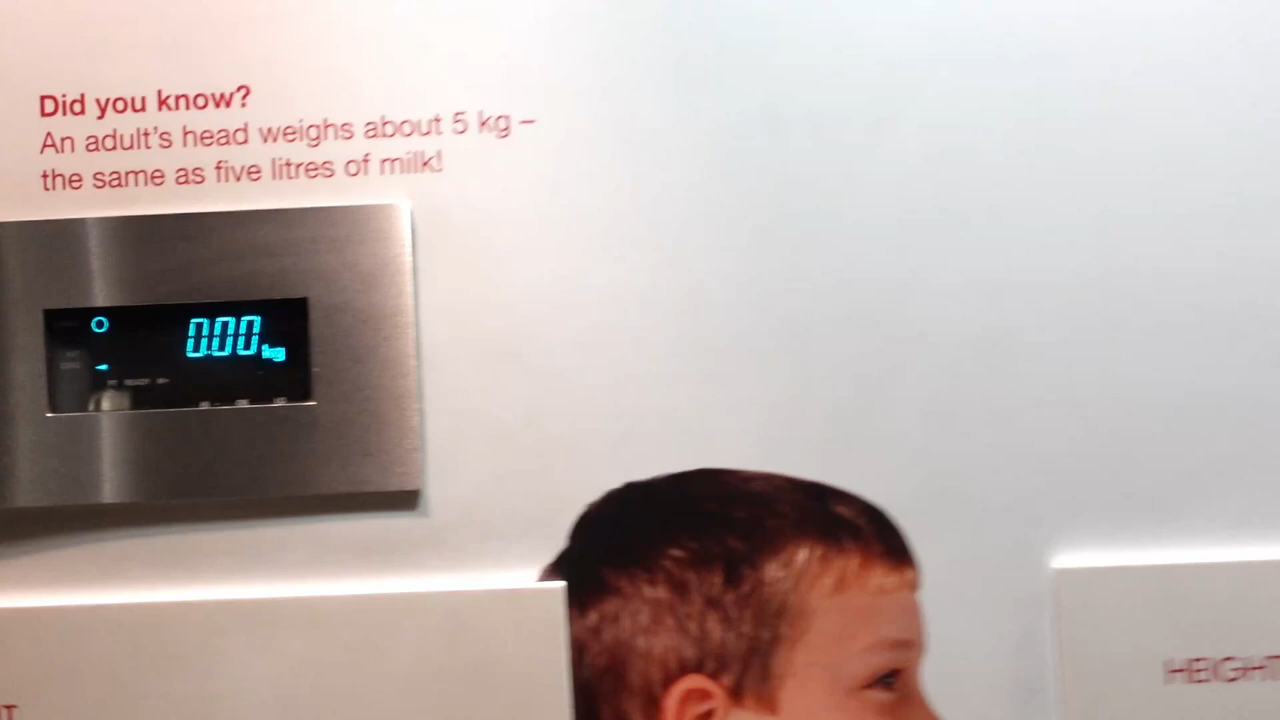 Did you know?
An adult's head weighs about 5 kg –
the same as five litres of milk!
0.00 kg
HEIGHT